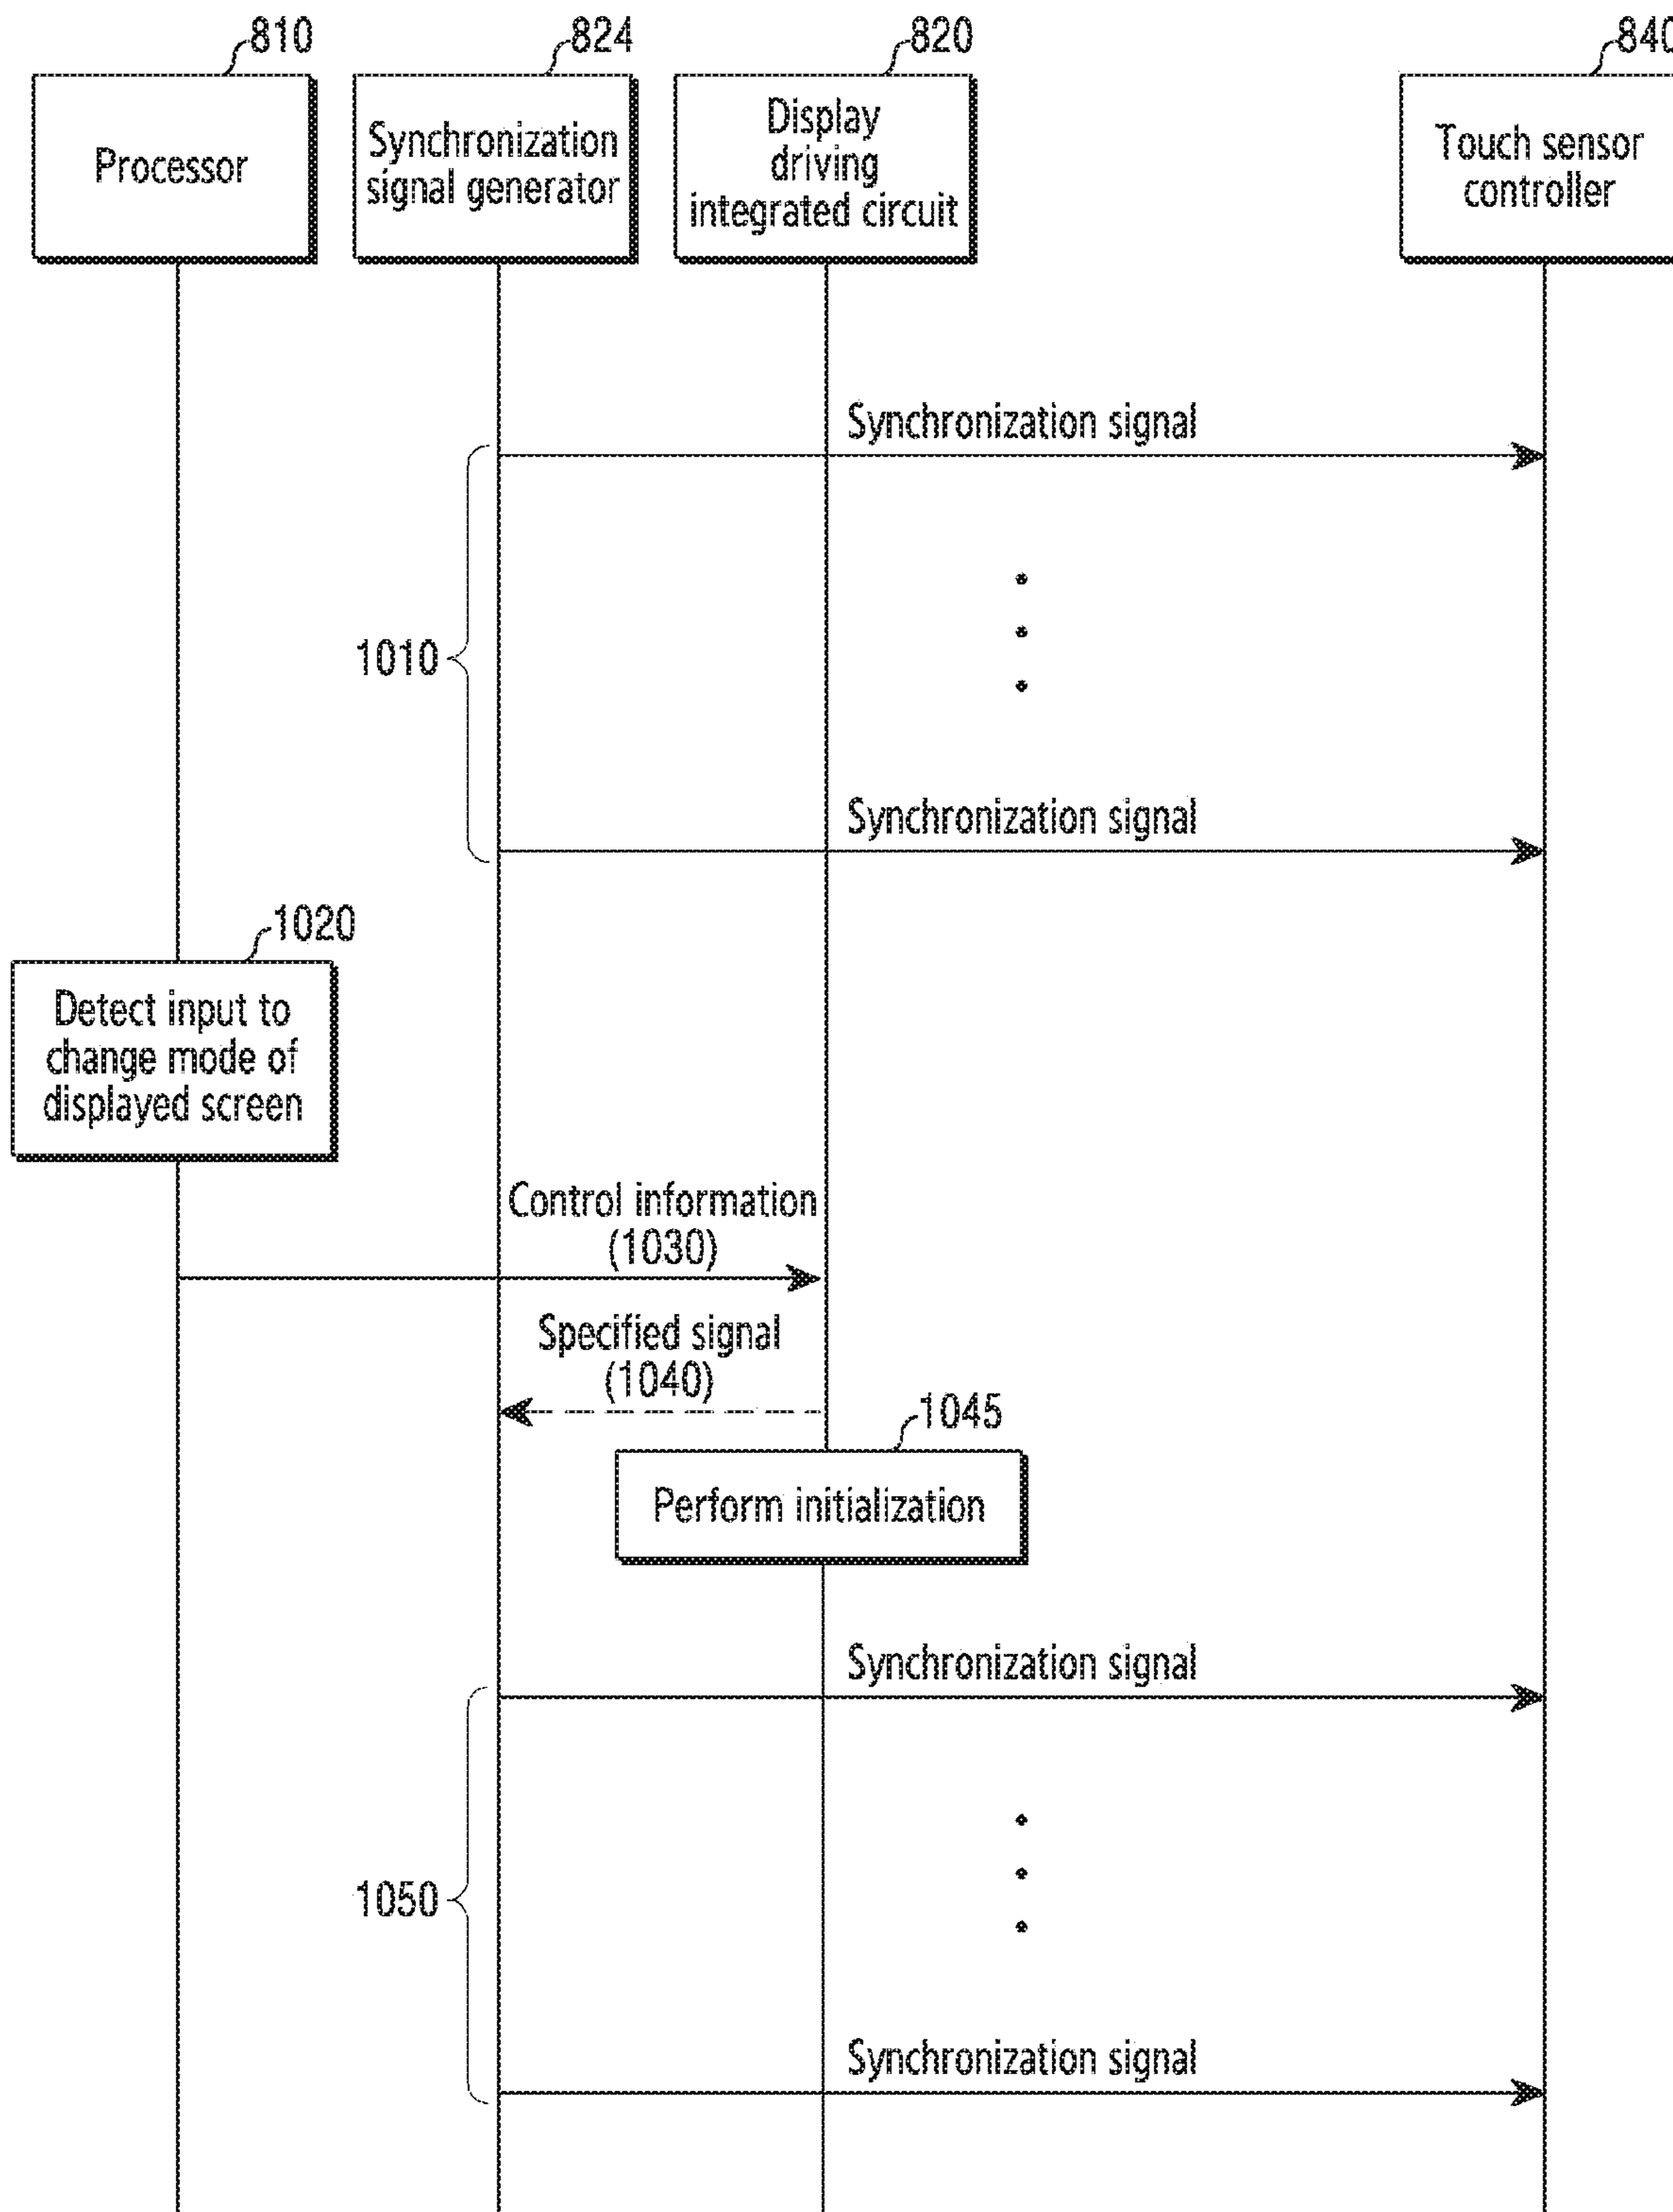 810
824
820
840
Processor
Synchronization
signal generator
Display
driving
integrated circuit
Touch sensor
controller
Synchronization signal
1010
Synchronization signal
1020
Detect input to
change mode of
displayed screen
Control information
(1030)
Specified signal
(1040)
1045
Perform initialization
Synchronization signal
1050
Synchronization signal